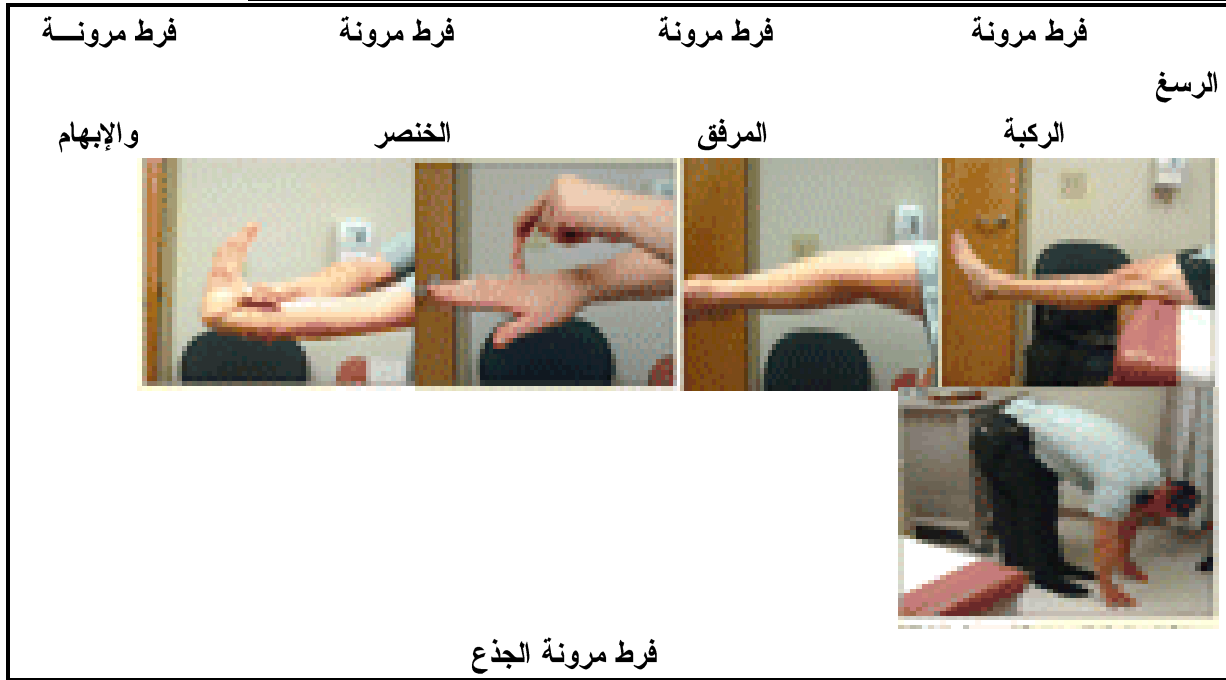 فرط مرونة فرط مرونة فرط مرونة فرط مرونـــة
الرسغ
الركبة المرفق الخنصر والإبهام
فرط مرونة الجذع